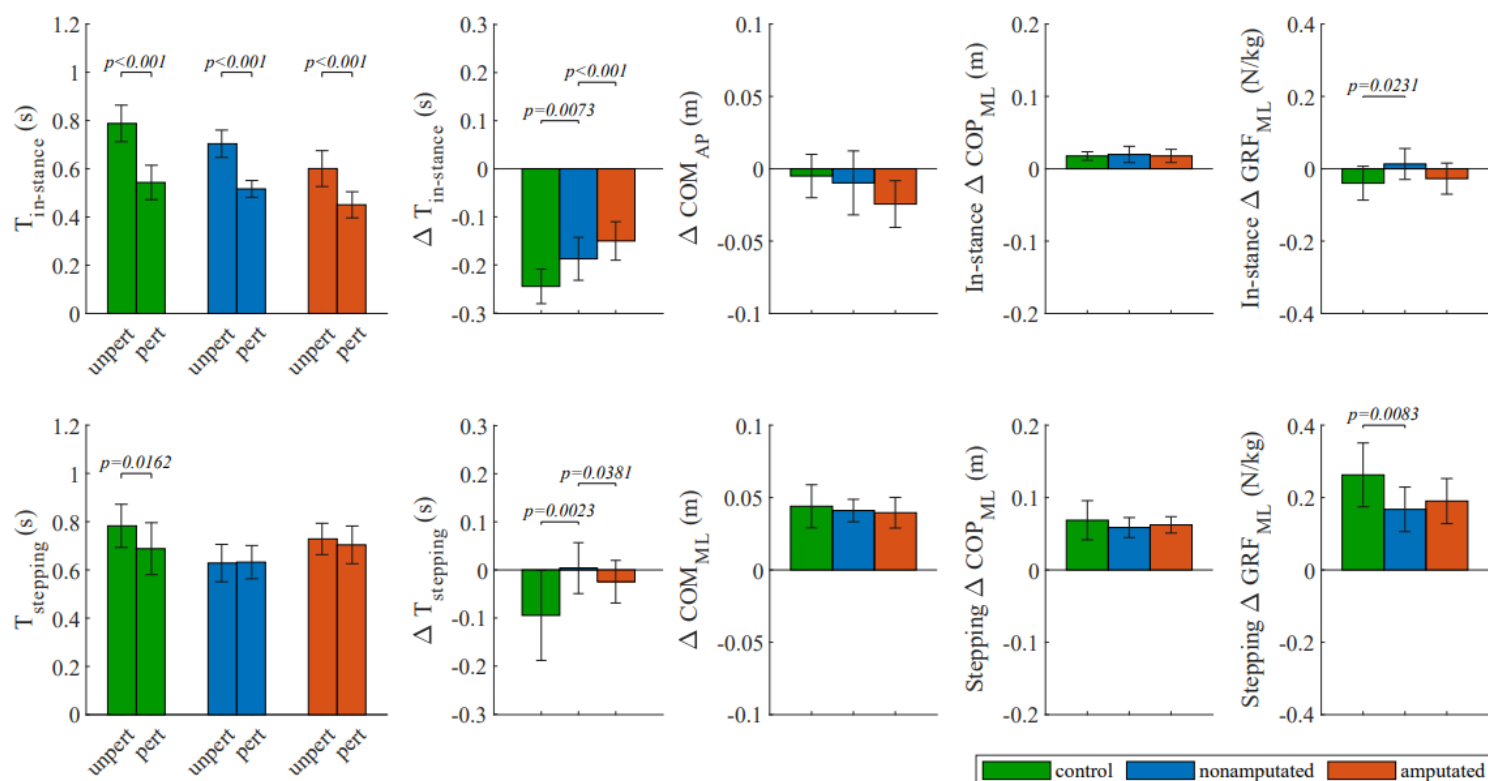 T in-stance (s)
1.2
1
0.8
0.6
0.4
0.2
0
p<0.001
p<0.001
p<0.001
unpert
pert
unpert
pert
unpert
pert
Δ T in-stance (s)
0.3
0.2
0.1
0
-0.1
-0.2
-0.3
p<0.001
p=0.0073
Δ COM AP (m)
0.1
0.05
0
-0.05
-0.1
In-stance Δ COP ML (m)
0.2
0.1
0
-0.1
-0.2
In-stance Δ GRF ML (N/kg)
0.4
0.2
0
-0.2
-0.4
p=0.0231
T stepping (s)
1.2
1
0.8
0.6
0.4
0.2
0
p=0.0162
unpert
pert
unpert
pert
unpert
pert
Δ T stepping (s)
0.3
0.2
0.1
0
-0.1
-0.2
-0.3
p=0.0381
p=0.0023
Δ COM ML (m)
0.1
0.05
0
-0.05
-0.1
Stepping Δ COP ML (m)
0.2
0.1
0
-0.1
-0.2
Stepping Δ GRF ML (N/kg)
0.4
0.2
0
-0.2
-0.4
p=0.0083
control nonamputated amputated